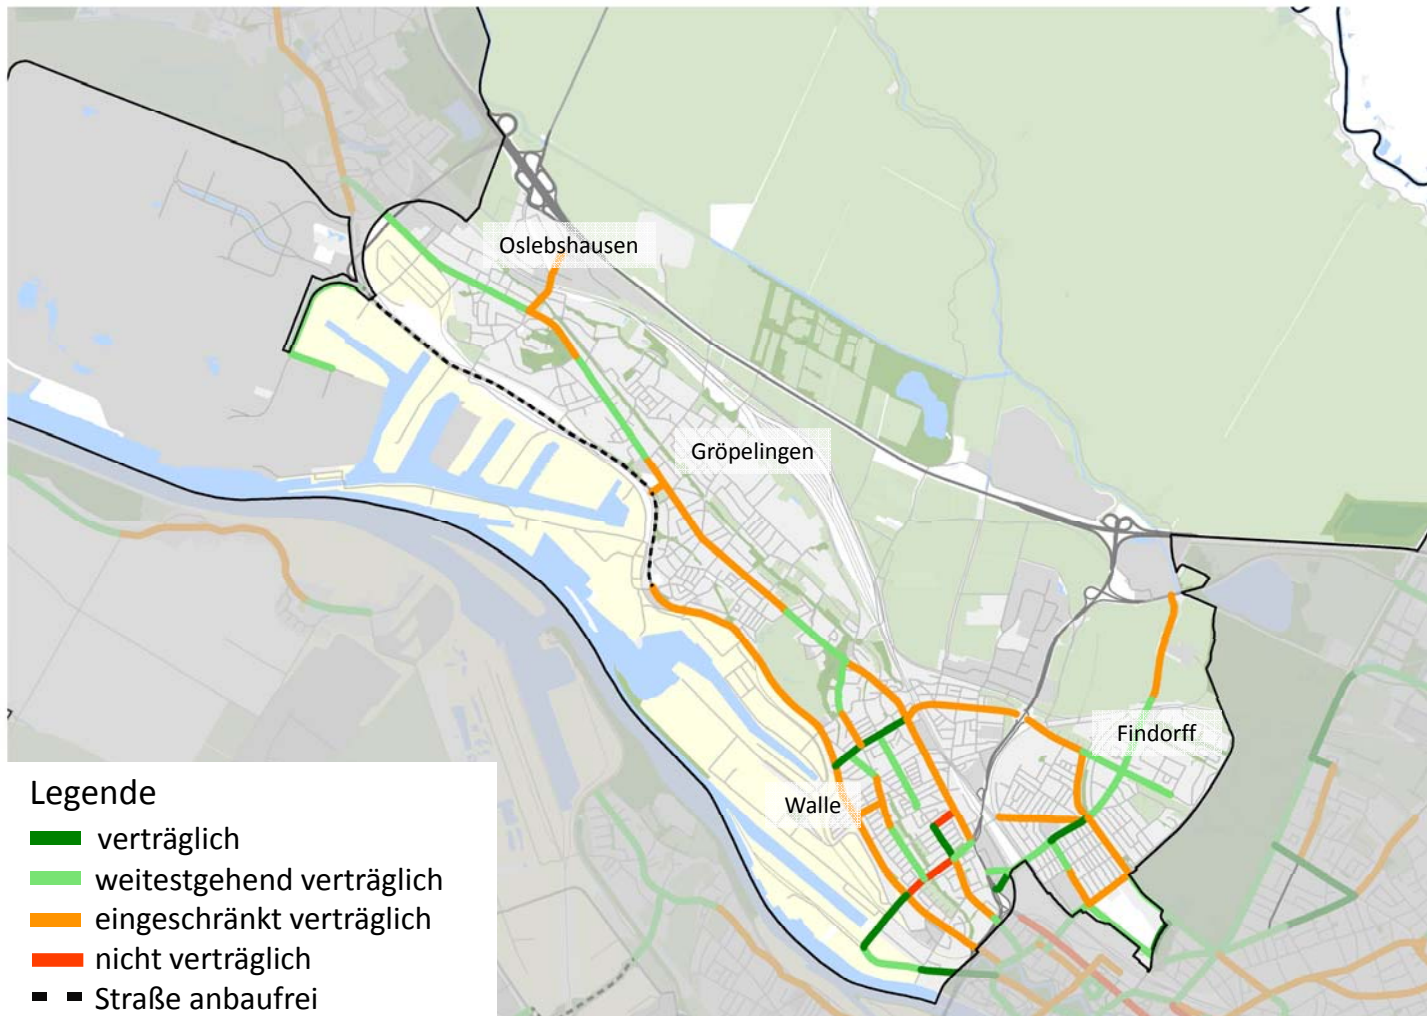 Oslebshausen
Gröpelingen
Findorff
Walle
Legende
verträglich
weitestgehend verträglich
eingeschränkt verträglich
nicht verträglich
Straße anbaufrei